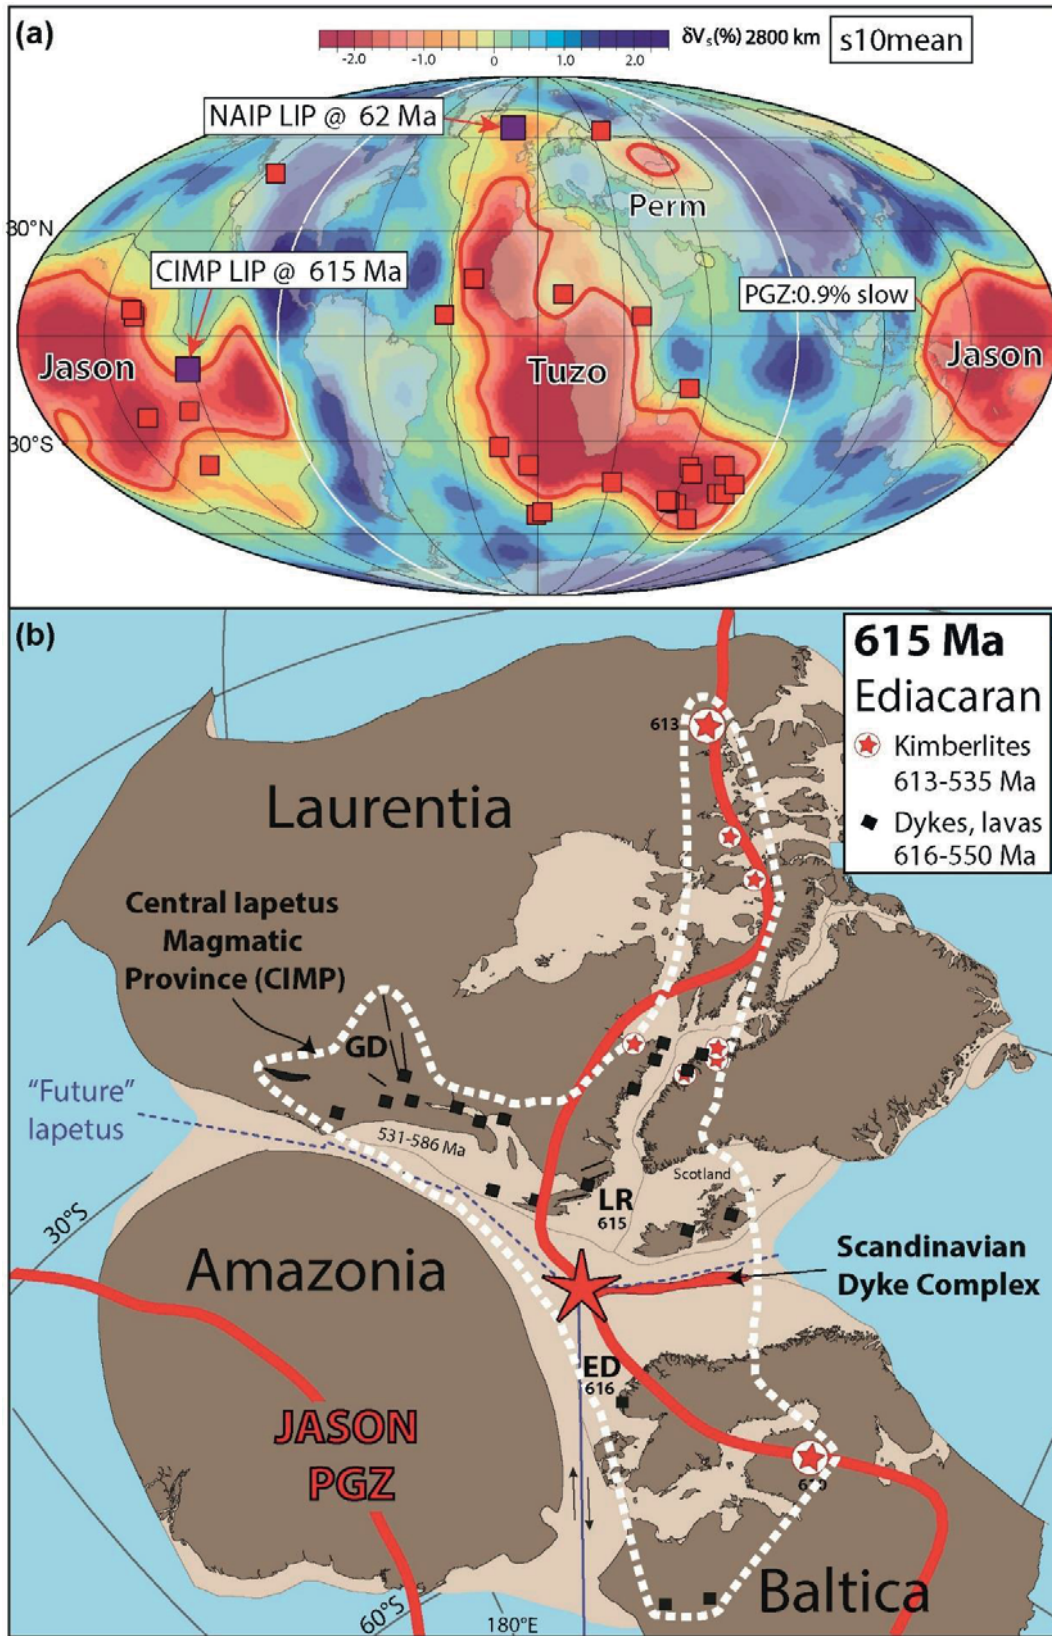 (a)
-2.0 -1.0 0 1.0 2.0 δVs(%) 2800 km
s10mean
NAIP LIP @ 62 Ma
Perm
30°N
CIMP LIP @ 615 Ma
PGZ:0.9% slow
Jason
Tuzo
Jason
30°S
(b)
615 Ma
Ediacaran
Kimberlites
613-535 Ma
Dykes, lavas
616-550 Ma
613
Laurentia
Central Iapetus
Magmatic
Province (CIMP)
GD
"Future"
Iapetus
531-586 Ma
Scotland
LR
615
30°S
Amazonia
Scandinavian
Dyke Complex
ED
616
JASON
PGZ
Baltica
60°S
180°E